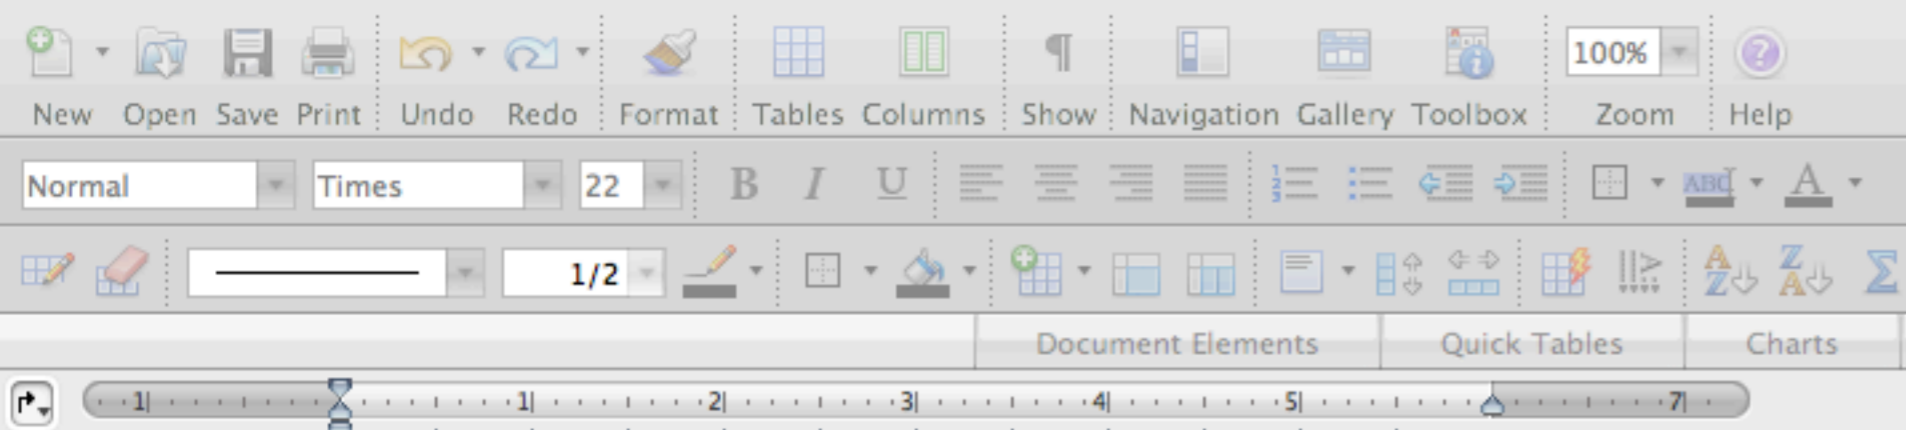 100%
New Open Save Print Undo Redo Format Tables Columns Show Navigation Gallery Toolbox Zoom Help
Normal Times 22 B I U ABC A
1/2 A Z Z A Σ
Document Elements Quick Tables Charts
1 1 2 3 4 5 7